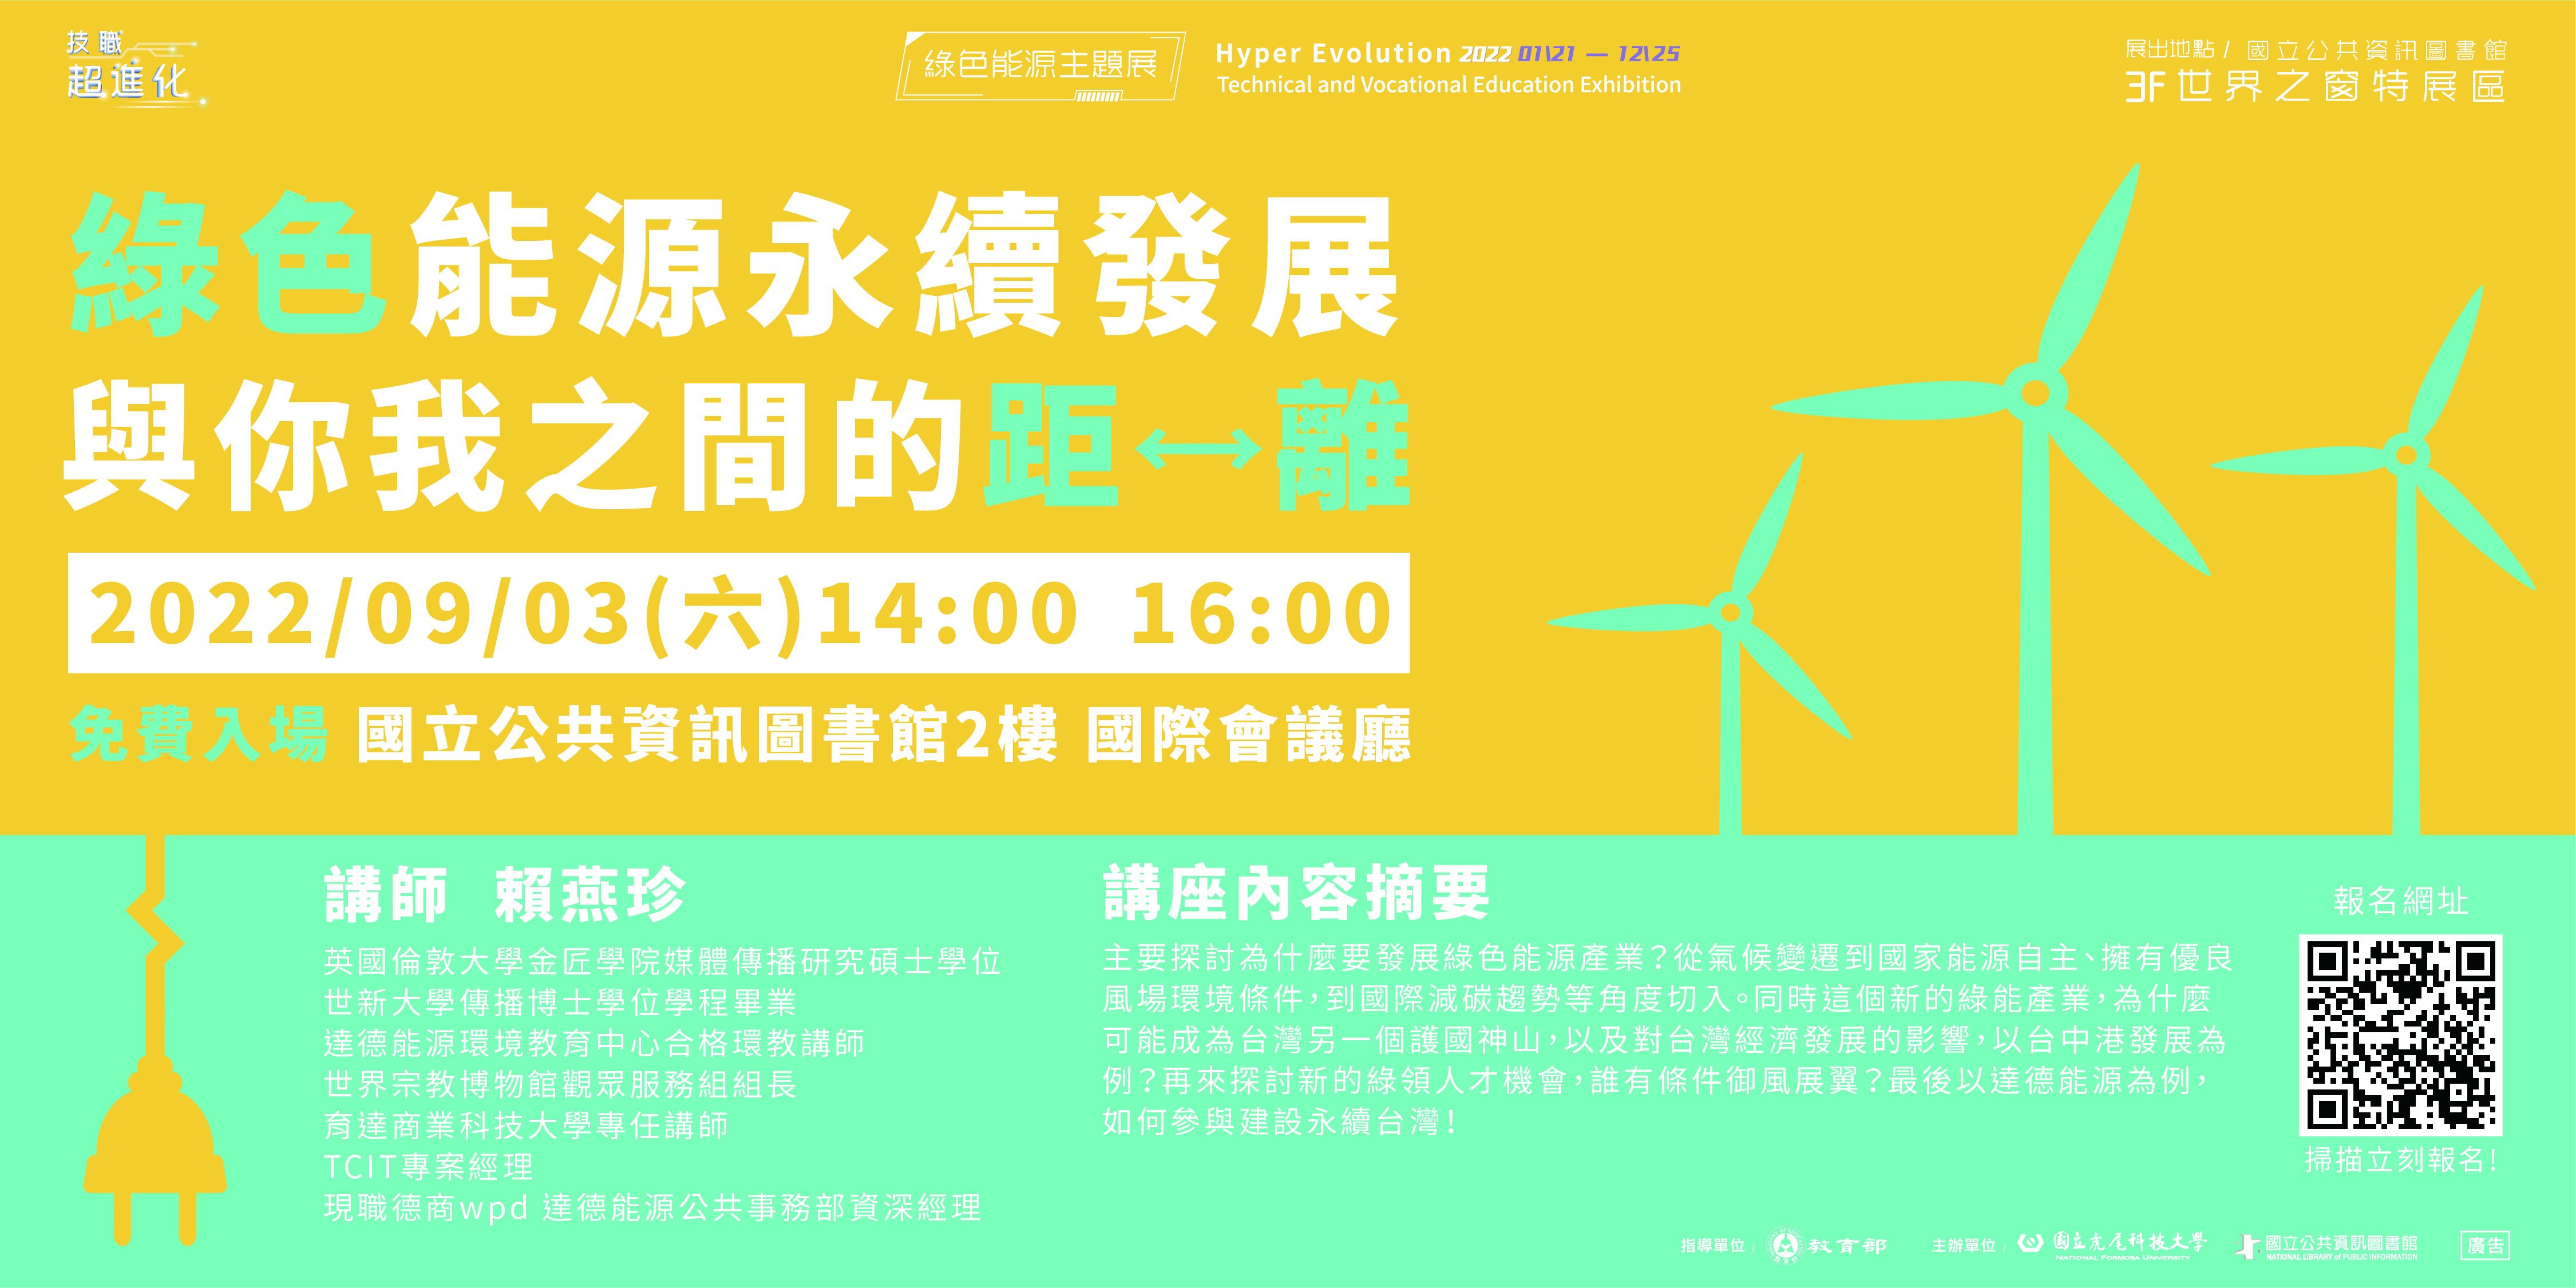 技職
超進化
綠色能源主題展
Hyper Evolution 2022 01\21 — 12\25
Technical and Vocational Education Exhibition
展出地點 / 國立公共資訊圖書館
3F世界之窗特展區
綠色能源永續發展
與你我之間的距↔離
2022/09/03(六)14:00 16:00
免費入場 國立公共資訊圖書館2樓 國際會議廳
講師 賴燕珍
英國倫敦大學金匠學院媒體傳播研究碩士學位
世新大學傳播博士學位學程畢業
達德能源環境教育中心合格環教講師
世界宗教博物館觀眾服務組組長
育達商業科技大學專任講師
TCIT專案經理
現職德商wpd 達德能源公共事務部資深經理
講座內容摘要
主要探討為什麼要發展綠色能源產業？從氣候變遷到國家能源自主、擁有優良
風場環境條件，到國際減碳趨勢等角度切入。同時這個新的綠能產業，為什麼
可能成為台灣另一個護國神山，以及對台灣經濟發展的影響，以台中港發展為
例？再來探討新的綠領人才機會，誰有條件御風展翼？最後以達德能源為例，
如何參與建設永續台灣！
報名網址
掃描立刻報名！
指導單位 / 教育部 主辦單位 / 國立虎尾科技大學 國立公共資訊圖書館 廣告
NATIONAL FORMOSA UNIVERSITY NATIONAL LIBRARY of PUBLIC INFORMATION